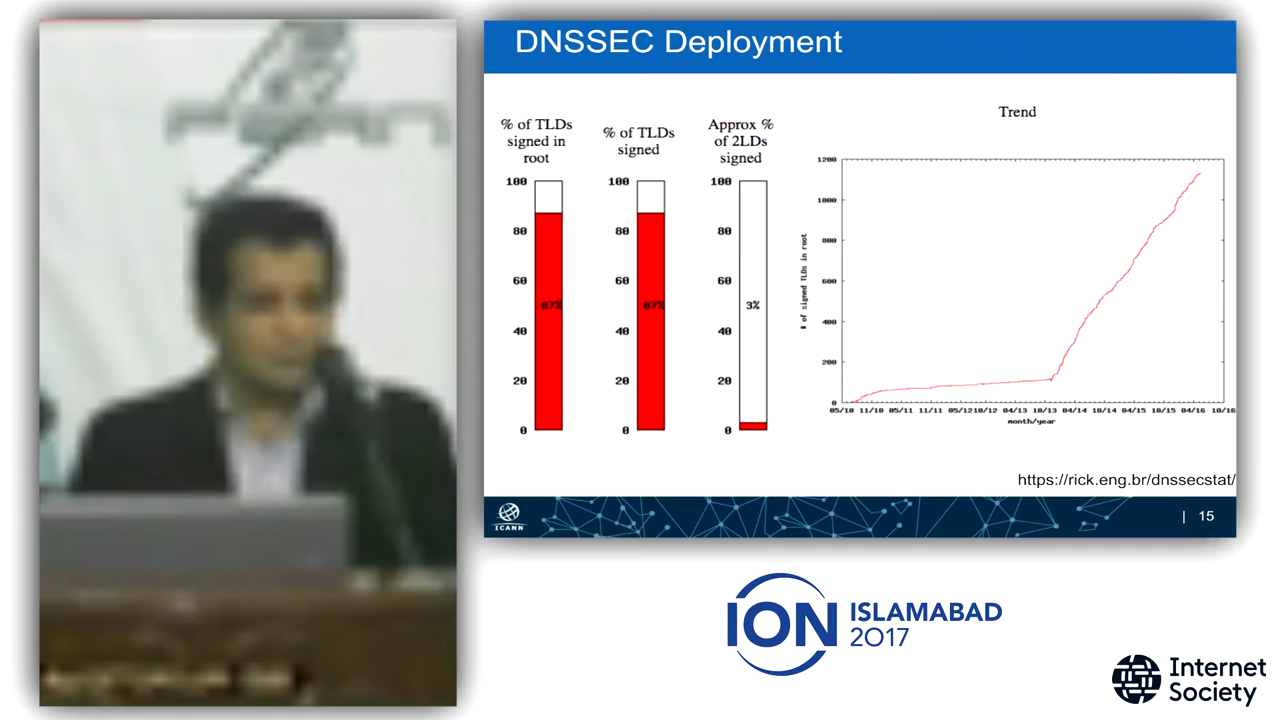 DNSSEC Deployment
% of TLDs
signed in
root
% of TLDs
signed
Approx %
of 2LDs
signed
Trend
100
80
60
40
20
0
87%
100
80
60
40
20
0
87%
100
80
60
40
20
0
3%
# of signed TLDs in root
1200
1000
800
600
400
200
0
05/10 11/10 05/11 11/11 05/1210/12 04/13 10/13 04/14 10/14 04/15 10/15 04/16 10/16
month/year
https://rick.eng.br/dnssecstat/
ICANN
| 15
ION ISLAMABAD
2017
Internet
Society